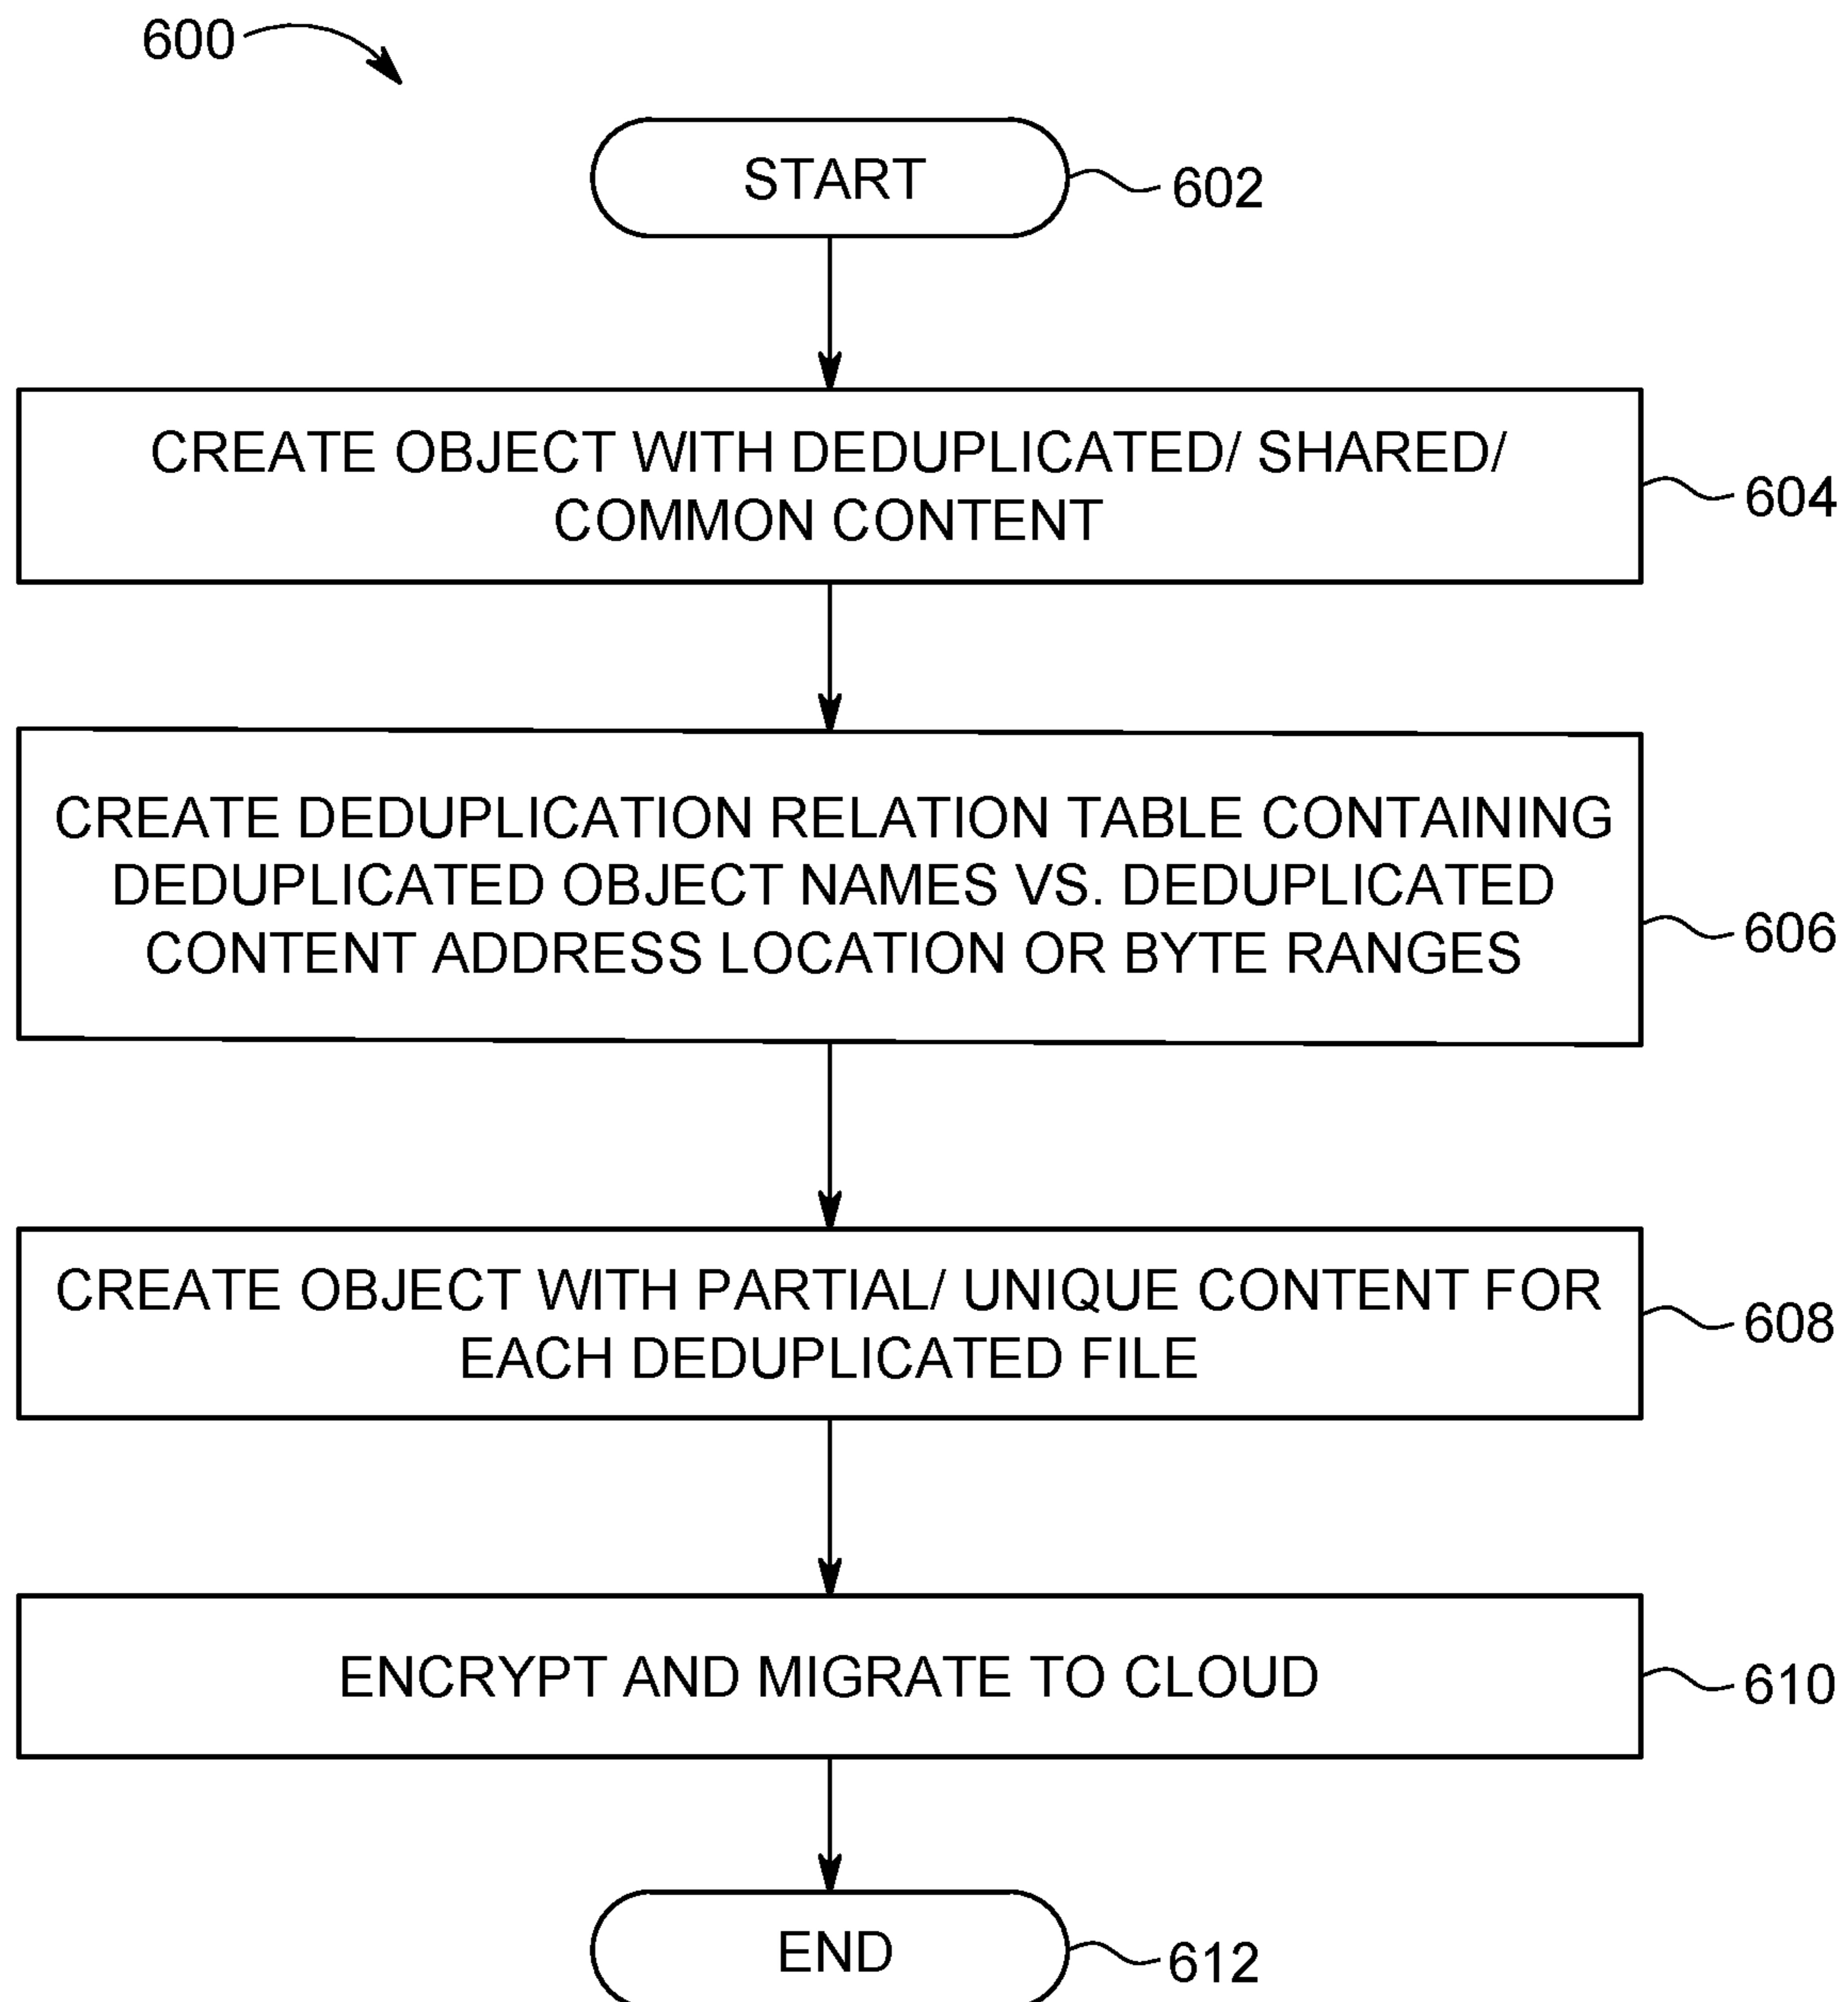 600
START
602
CREATE OBJECT WITH DEDUPLICATED/ SHARED/
COMMON CONTENT
604
CREATE DEDUPLICATION RELATION TABLE CONTAINING
DEDUPLICATED OBJECT NAMES VS. DEDUPLICATED
CONTENT ADDRESS LOCATION OR BYTE RANGES
606
CREATE OBJECT WITH PARTIAL/ UNIQUE CONTENT FOR
EACH DEDUPLICATED FILE
608
ENCRYPT AND MIGRATE TO CLOUD
610
END
612